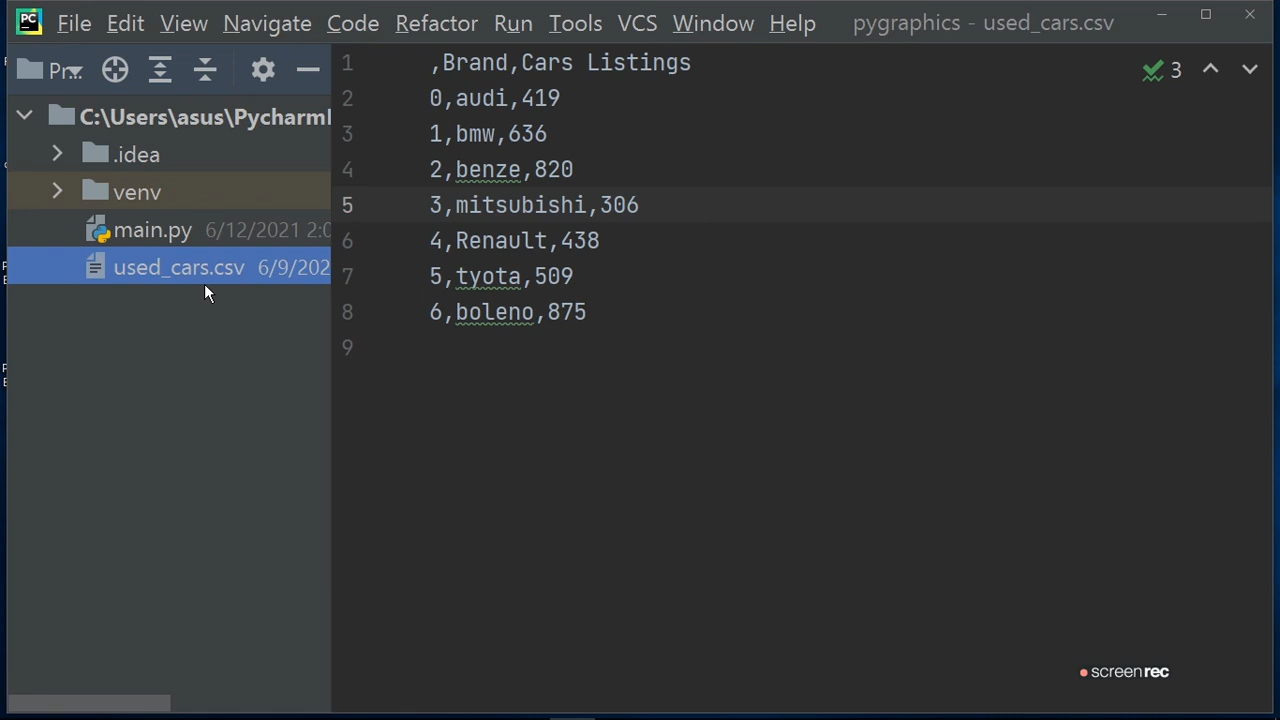 PC File Edit View Navigate Code Refactor Run Tools VCS Window Help pygraphics - used_cars.csv
Pr...
C:\Users\asus\Pycharm
.idea
venv
main.py 6/12/2021 2:0
used_cars.csv 6/9/202
1 ,Brand,Cars Listings
2 0,audi,419
3 1,bmw,636
4 2,benze,820
5 3,mitsubishi,306
6 4,Renault,438
7 5,tyota,509
8 6,boleno,875
9
3
screenrec